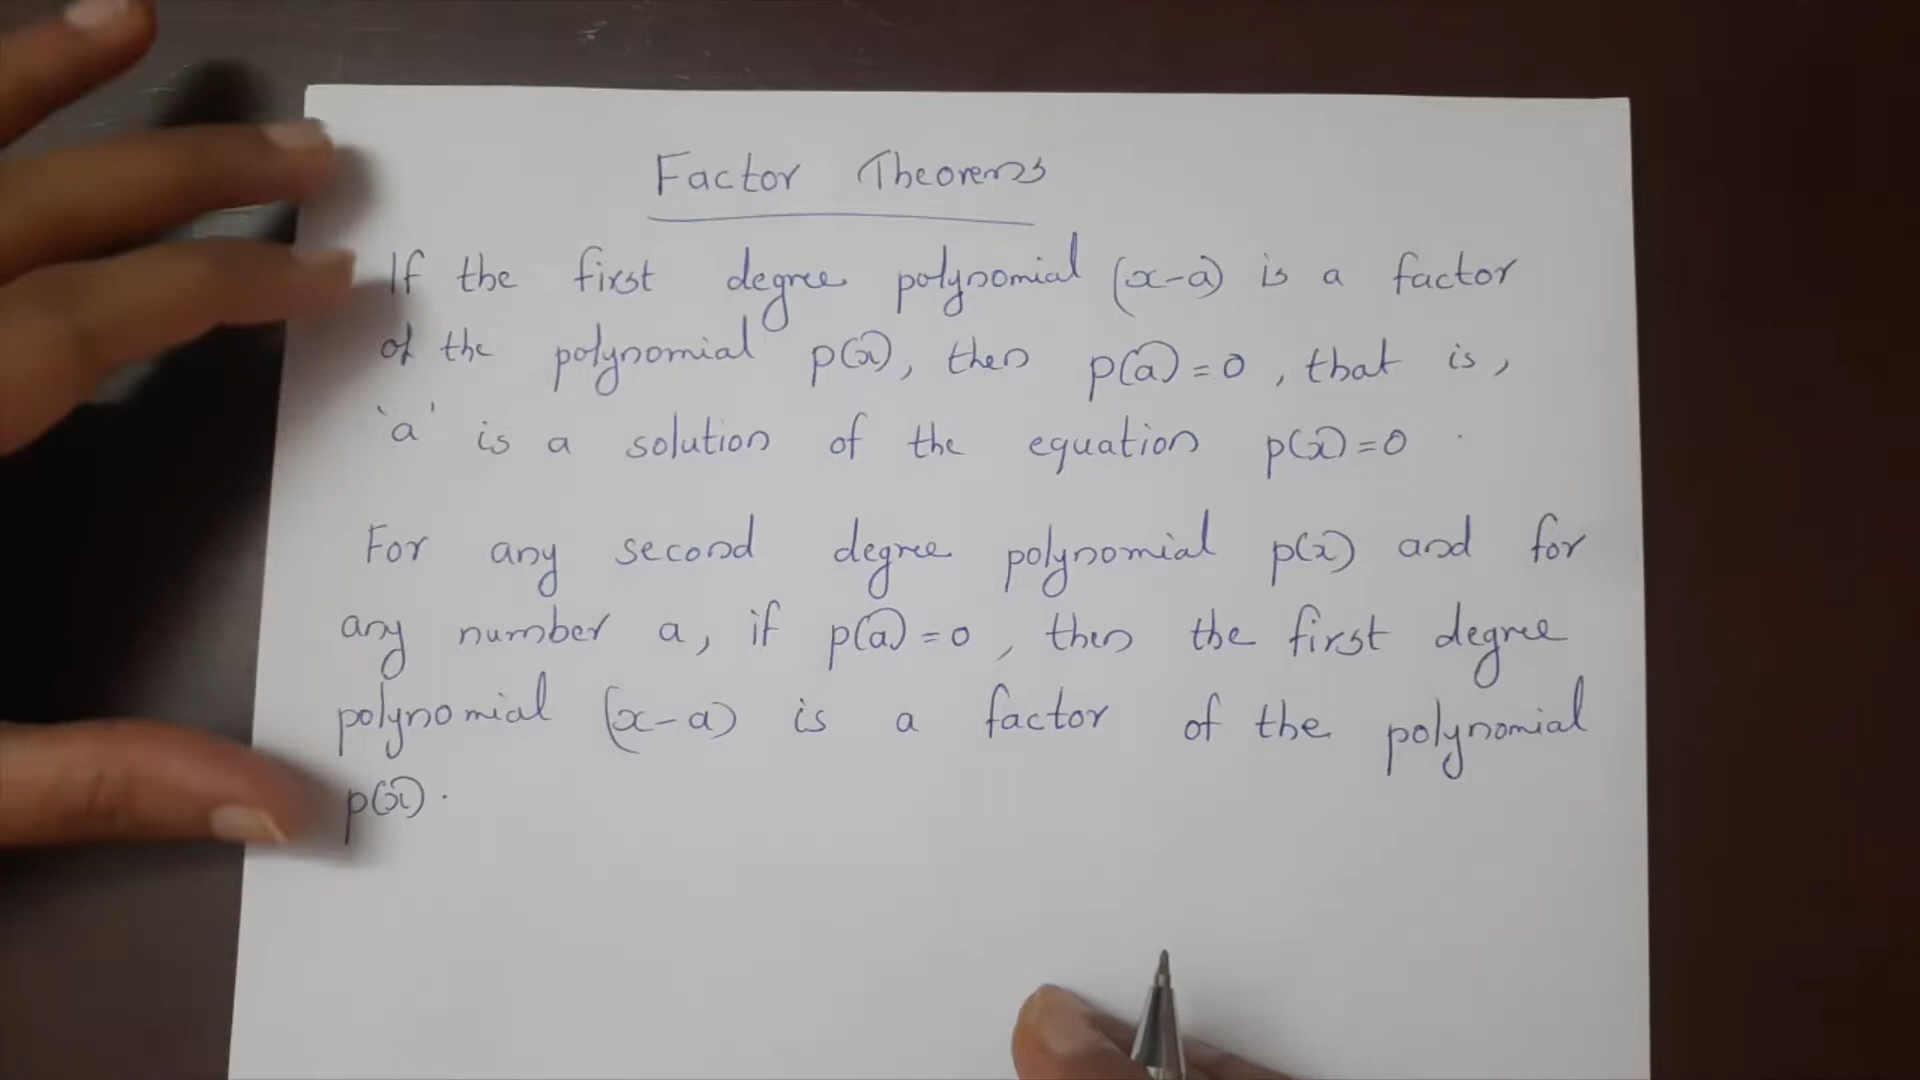 Factor Theorems
If the first degree polynomial (x-a) is a factor
of the polynomial p(x), then p(a)=0, that is,
'a' is a solution of the equation p(x)=0.
For any second degree polynomial p(x) and for
any number a, if p(a)=0, then the first degree
polynomial (x-a) is a factor of the polynomial
p(x).